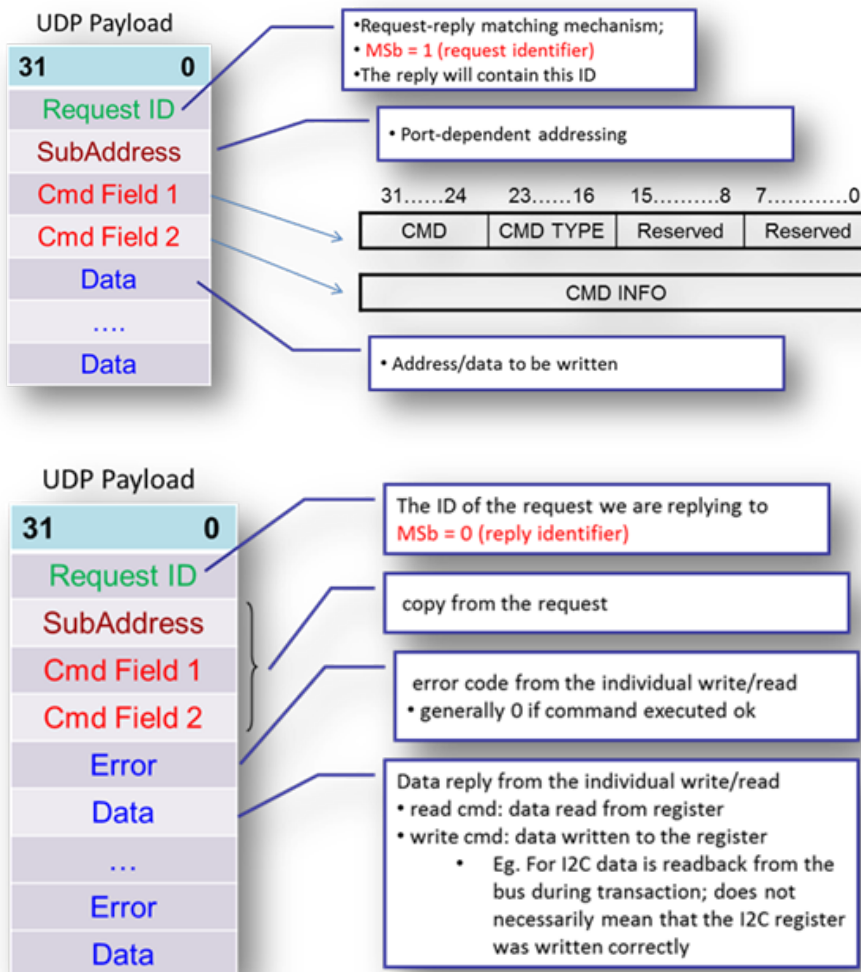 UDP Payload
31 0
Request ID
SubAddress
Cmd Field 1
Cmd Field 2
Data
....
Data
•Request-reply matching mechanism;
• MSb = 1 (request identifier)
•The reply will contain this ID
• Port-dependent addressing
31......24 23......16 15..........8 7............0
CMD CMD TYPE Reserved Reserved
CMD INFO
• Address/data to be written
UDP Payload
31 0
Request ID
SubAddress
Cmd Field 1
Cmd Field 2
Error
Data
...
Error
Data
The ID of the request we are replying to
MSb = 0 (reply identifier)
copy from the request
error code from the individual write/read
• generally 0 if command executed ok
Data reply from the individual write/read
• read cmd: data read from register
• write cmd: data written to the register
• Eg. For I2C data is readback from the
bus during transaction; does not
necessarily mean that the I2C register
was written correctly